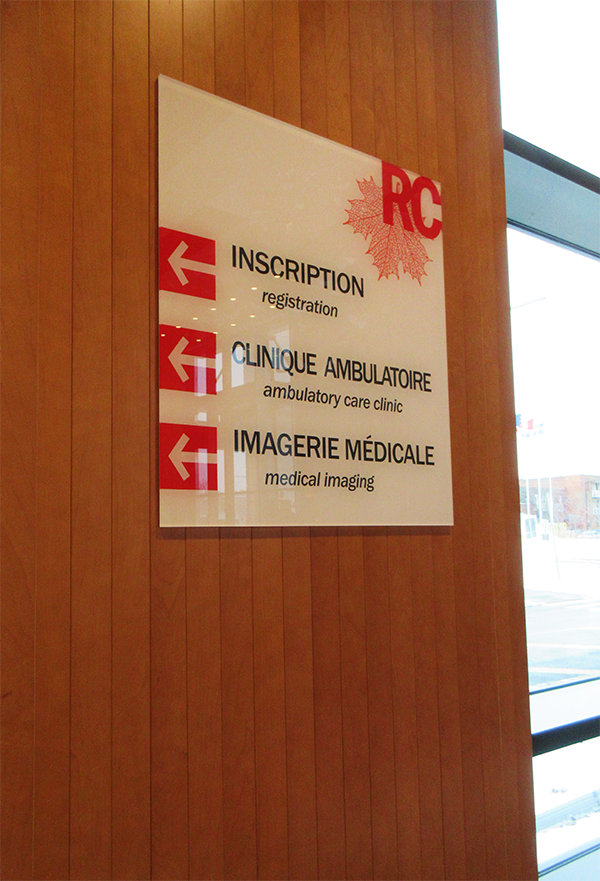 RC
INSCRIPTION
registration
CLINIQUE AMBULATOIRE
ambulatory care clinic
IMAGERIE MÉDICALE
medical imaging